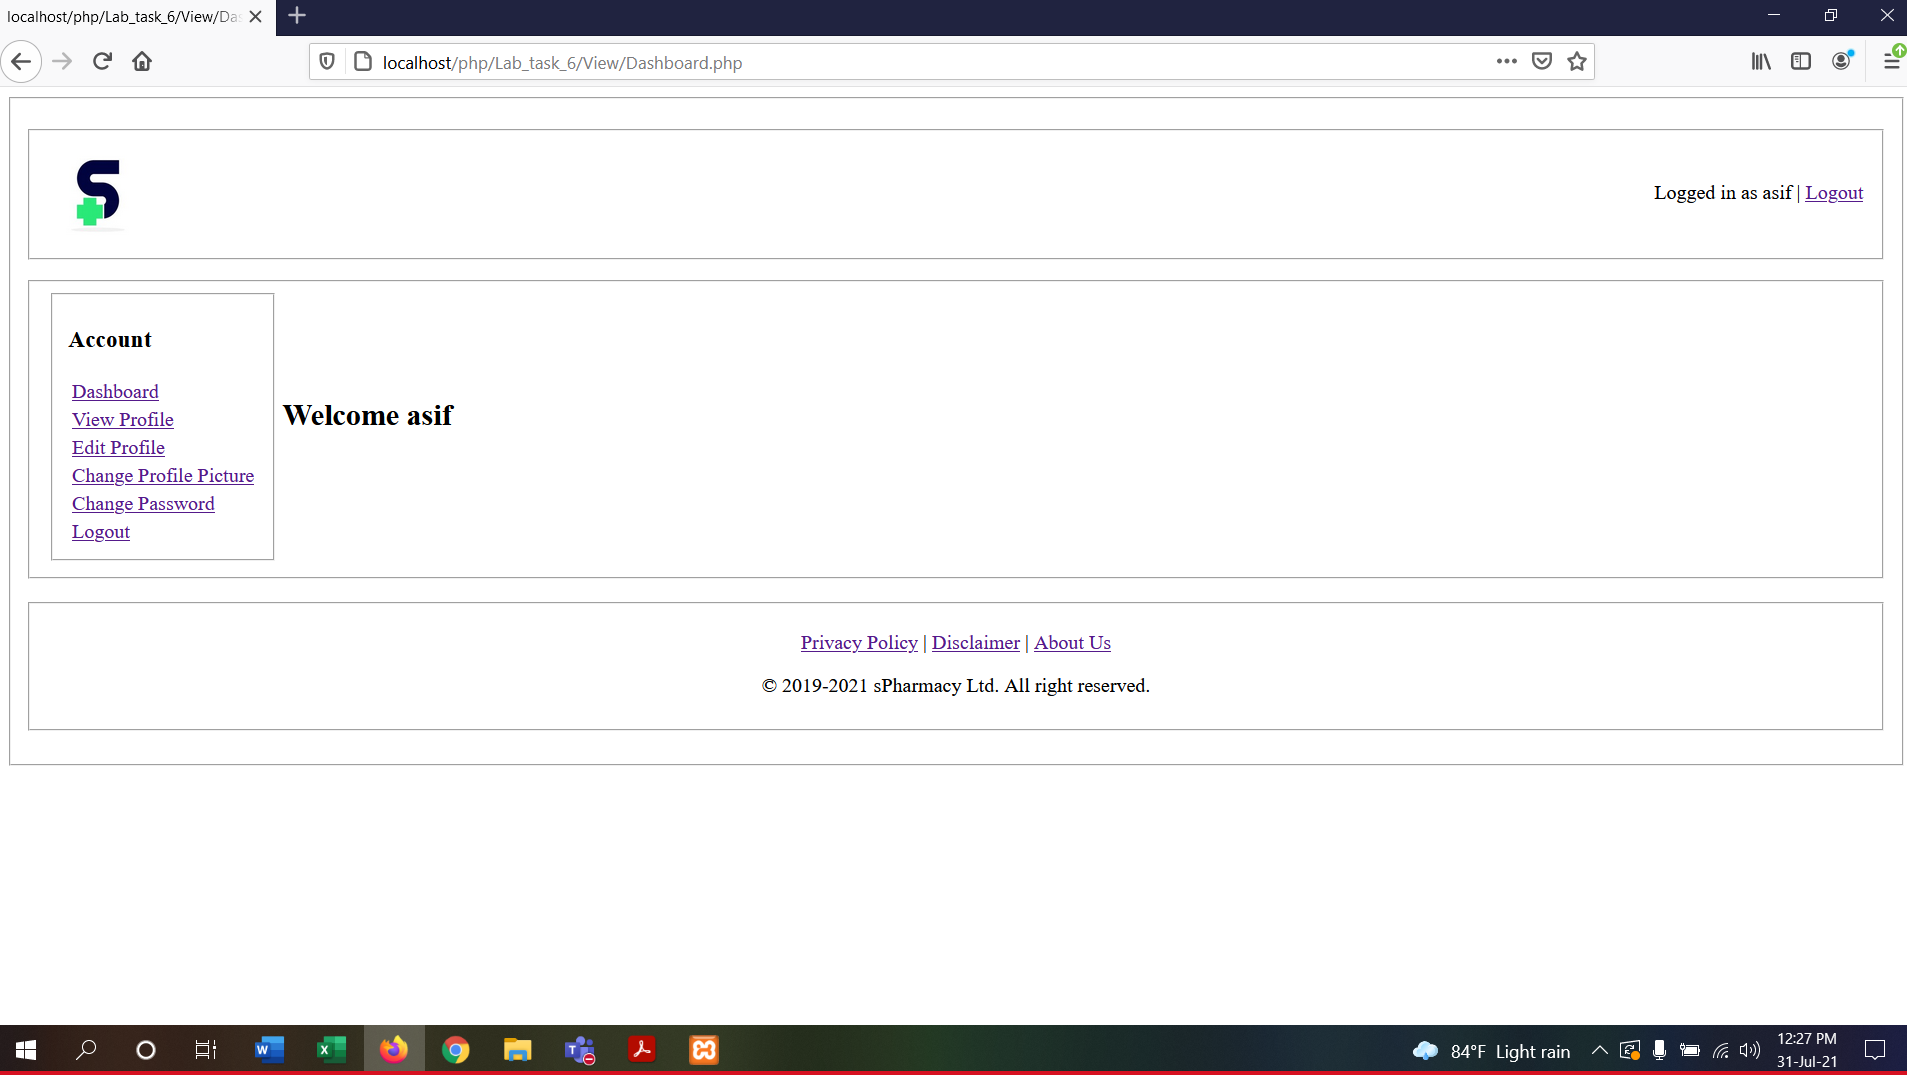 localhost/php/Lab_task_6/View/Das
localhost/php/Lab_task_6/View/Dashboard.php
S
Logged in as asif | Logout
Account
Dashboard
View Profile
Edit Profile
Change Profile Picture
Change Password
Logout
Welcome asif
Privacy Policy | Disclaimer | About Us
© 2019-2021 sPharmacy Ltd. All right reserved.
84°F Light rain
12:27 PM
31-Jul-21